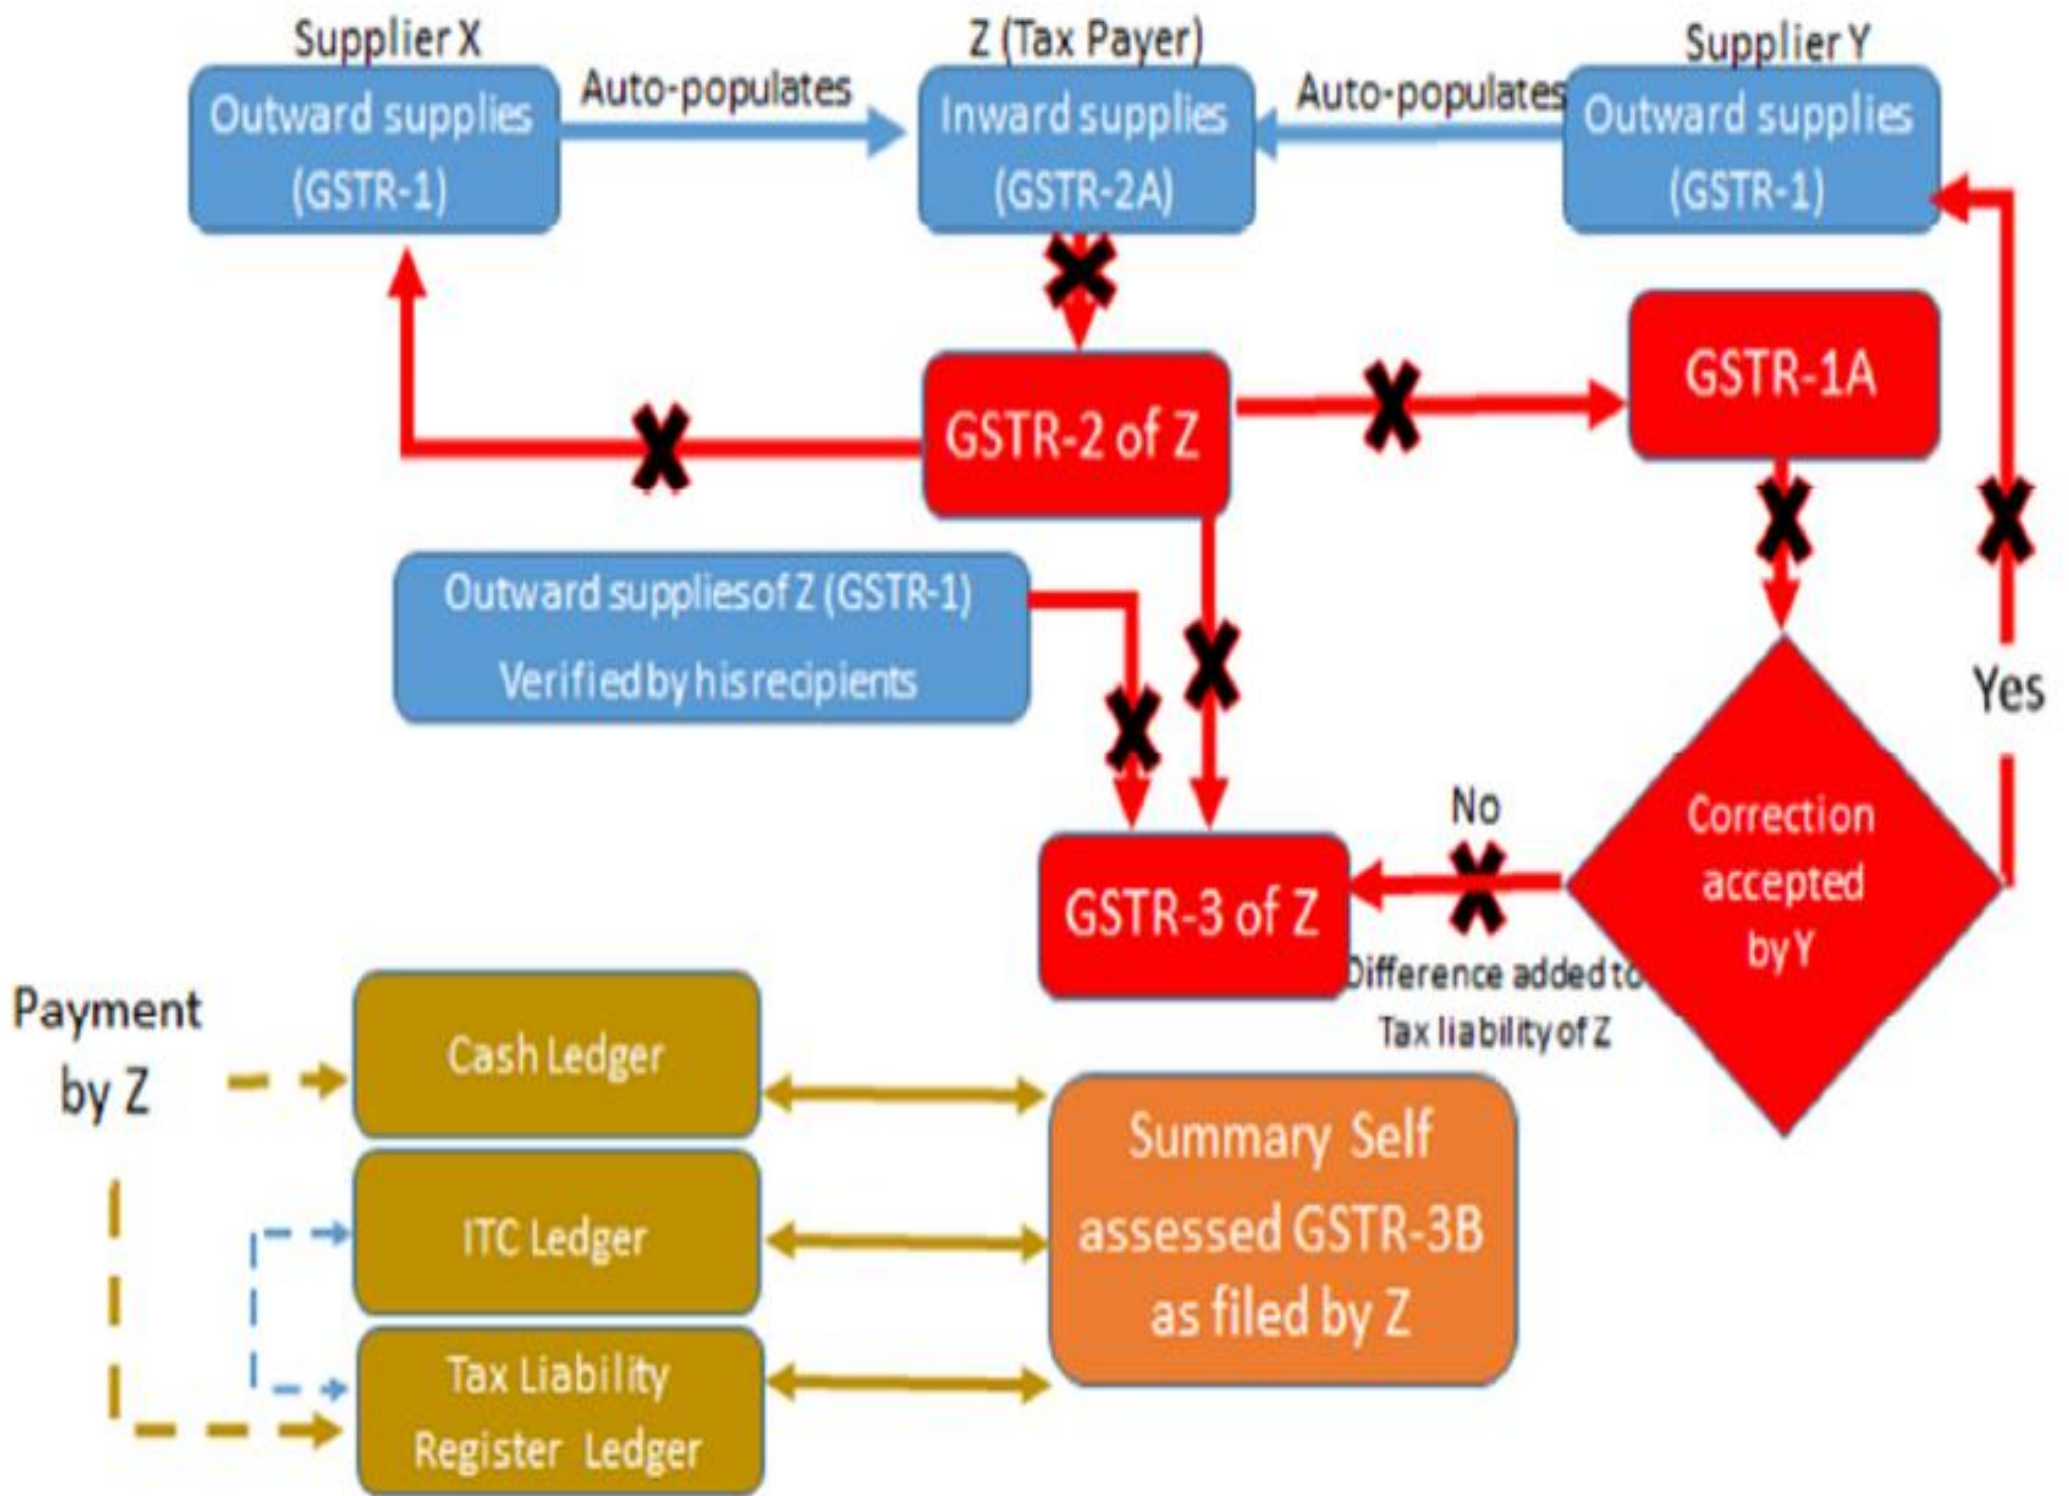 Supplier X
Z (Tax Payer)
Supplier Y
Outward supplies
(GSTR-1)
Auto-populates
Inward supplies
(GSTR-2A)
Auto-populates
Outward supplies
(GSTR-1)
GSTR-2 of Z
GSTR-1A
Outward supplies of Z (GSTR-1)
Verified by his recipients
Yes
No
Correction
accepted
by Y
GSTR-3 of Z
Difference added to
Tax liability of Z
Payment
by Z
Cash Ledger
ITC Ledger
Tax Liability
Register Ledger
Summary Self
assessed GSTR-3B
as filed by Z